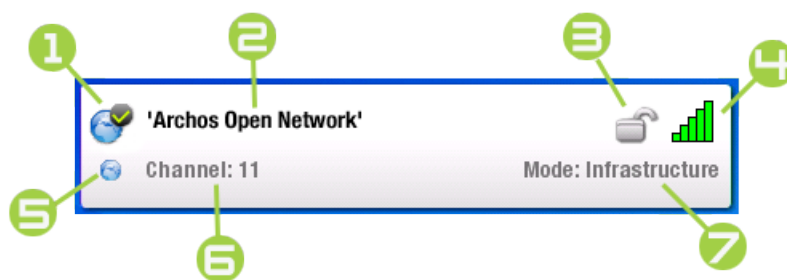 1 2 3 4
'Archos Open Network'
5 Channel: 11 Mode: Infrastructure
6 7